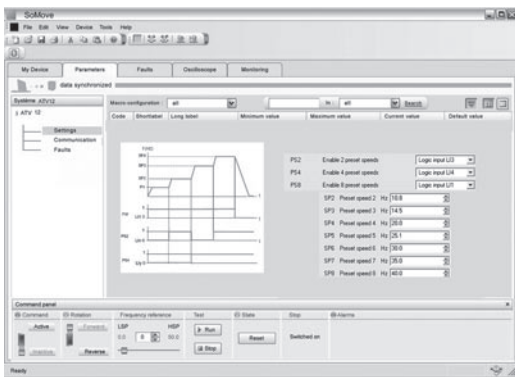 SoMove
File Edit View Device Tools Help
My Device Parameters Faults Oscilloscope Monitoring
data synchronized
Système ATV12
ATV 12
Settings
Communication
Faults
Macro-configuration : all In : all Search
Code Shortlabel Long label Minimum value Maximum value Current value Default value
PS2 Enable 2 preset speeds Logic input LI3
PS4 Enable 4 preset speeds Logic input LI4
PS8 Enable 8 preset speeds Logic input LI1
SP2 Preset speed 2 Hz 10.0
SP3 Preset speed 3 Hz 14.5
SP4 Preset speed 4 Hz 20.0
SP5 Preset speed 5 Hz 25.1
SP6 Preset speed 6 Hz 30.0
SP7 Preset speed 7 Hz 35.0
SP8 Preset speed 8 Hz 40.0
Command panel
Command Rotation Frequency reference Test State Stop Alarms
Active Forward LSP HSP Run
0.0 50.0 Reset Switched on
Inactive Reverse Stop
Ready